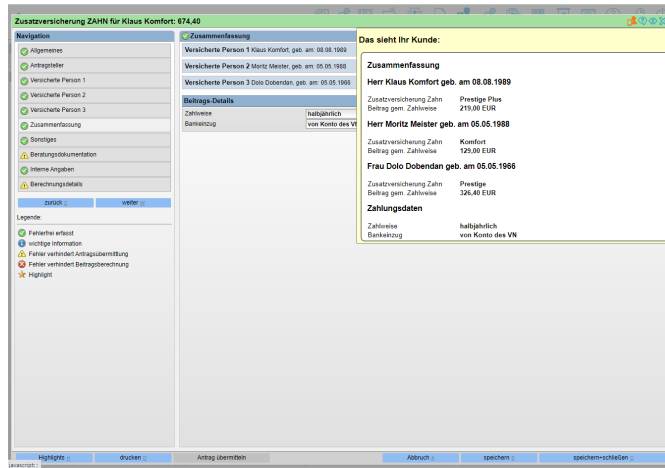 Zusatzversicherung ZAHN für Klaus Komfort: 674,40
Navigation
Allgemeines
Antragsteller
Versicherte Person 1
Versicherte Person 2
Versicherte Person 3
Zusammenfassung
Sonstiges
Beratungsdokumentation
Interne Angaben
Berechnungsdetails
zurück
weiter
Legende:
Fehlerfrei erfasst
wichtige Information
Fehler verhindert Antragsübermittlung
Fehler verhindert Beitragsberechnung
Highlight
Zusammenfassung
Versicherte Person 1 Klaus Komfort, geb. am: 08.08.1989
Versicherte Person 2 Moritz Meister, geb. am: 05.05.1988
Versicherte Person 3 Dolo Dobendan, geb. am: 05.05.1966
Beitrags-Details
Zahlweise halbjährlich
Bankeinzug von Konto des VN
Das sieht Ihr Kunde:
Zusammenfassung
Herr Klaus Komfort geb. am 08.08.1989
Zusatzversicherung Zahn Prestige Plus
Beitrag gem. Zahlweise 219,00 EUR
Herr Moritz Meister geb. am 05.05.1988
Zusatzversicherung Zahn Komfort
Beitrag gem. Zahlweise 129,00 EUR
Frau Dolo Dobendan geb. am 05.05.1966
Zusatzversicherung Zahn Prestige
Beitrag gem. Zahlweise 326,40 EUR
Zahlungsdaten
Zahlweise halbjährlich
Bankeinzug von Konto des VN
Highlights
drucken
Antrag übermitteln
Abbruch
speichern
speichern+schließen
javascript:;